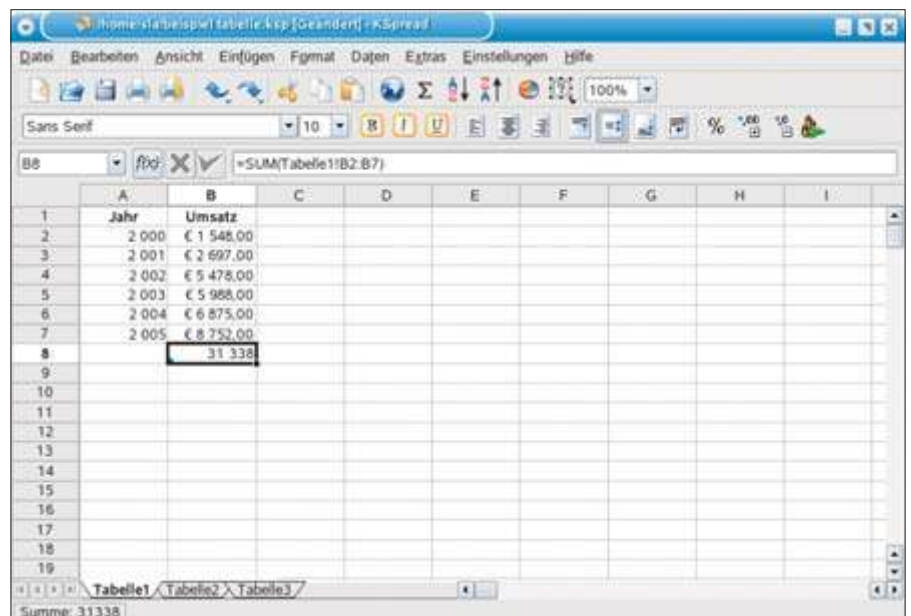 /home/sla/beispiel tabelle.ksp [Geändert] - KSpread
Datei Bearbeiten Ansicht Einfügen Format Daten Extras Einstellungen Hilfe
100%
Sans Serif 10 B I U %
B8 =SUM(Tabelle1!B2:B7)
A B C D E F G H I
1 Jahr Umsatz
2 2 000 € 1 548,00
3 2 001 € 2 697,00
4 2 002 € 5 478,00
5 2 003 € 5 988,00
6 2 004 € 6 875,00
7 2 005 € 8 752,00
8 31 338
9
10
11
12
13
14
15
16
17
18
19
Tabelle1 Tabelle2 Tabelle3
Summe: 31338